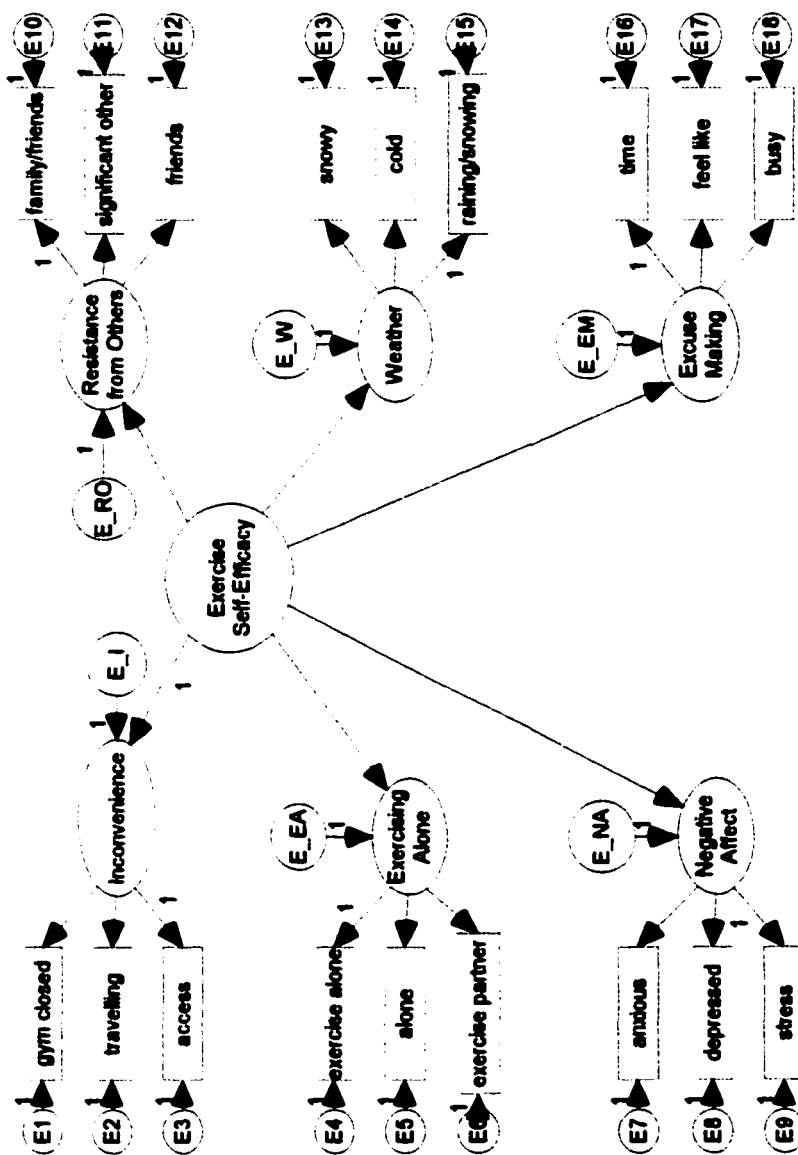 E1 1 gym closed
E2 1 travelling
E3 1 access
1
Inconvenience
1 E_I
1
family/friends 1 E10
significant other 1 E11
friends 1 E12
1
Resistance
from Others
E_RO 1
Exercise
Self-Efficacy
E4 1 exercise alone
E5 1 alone
E6 1 exercise partner
1
Exercising
Alone
E_EA 1
snowy 1 E13
cold 1 E14
raining/snowing 1 E15
1
Weather
E_W 1
E7 1 anxious
E8 1 depressed
E9 1 stress
1
Negative
Affect
E_NA 1
time 1 E16
feel like 1 E17
busy 1 E18
1
Excuse
Making
E_EM 1